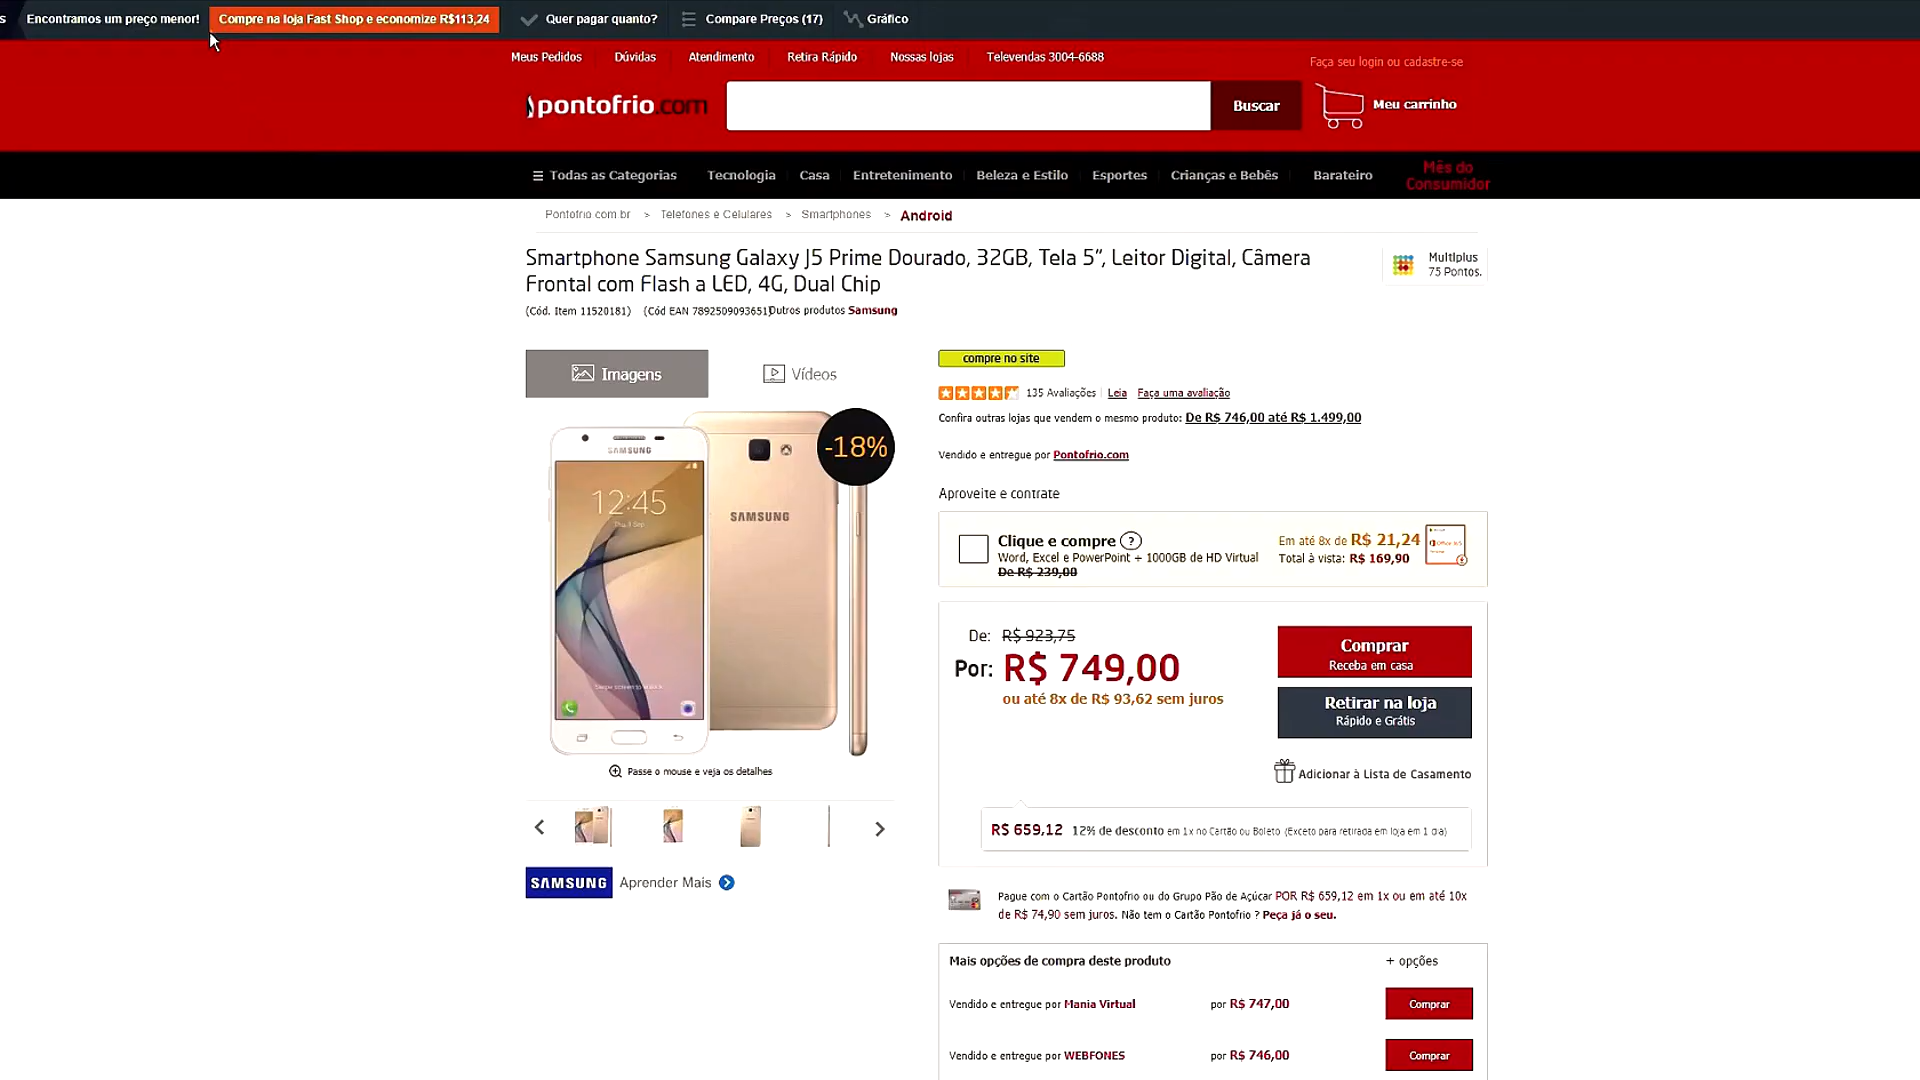 s
Encontramos um preço menor!
Compre na loja Fast Shop e economize R$113,24
Quer pagar quanto?
Compare Preços (17)
Gráfico
Meus Pedidos
Dúvidas
Atendimento
Retira Rápido
Nossas lojas
Televendas 3004-6688
Faça seu login ou cadastre-se
pontofrio.com
Buscar
Meu carrinho
Todas as Categorias
Tecnologia
Casa
Entretenimento
Beleza e Estilo
Esportes
Crianças e Bebês
Barateiro
Mês do
Consumidor
Pontofrio com br > Telefones e Celulares > Smartphones > Android
Smartphone Samsung Galaxy J5 Prime Dourado, 32GB, Tela 5”, Leitor Digital, Câmera
Frontal com Flash a LED, 4G, Dual Chip
Multiplus
75 Pontos.
(Cód. Item 11520181) (Cód EAN 7892509093651) Outros produtos Samsung
Imagens
Vídeos
compre no site
135 Avaliações
Leia
Faça uma avaliação
Confira outras lojas que vendem o mesmo produto: De R$ 746,00 até R$ 1.499,00
-18%
SAMSUNG
12:45
SAMSUNG
Vendido e entregue por Pontofrio.com
Aproveite e contrate
Clique e compre ?
Word, Excel e PowerPoint + 1000GB de HD Virtual
De R$ 239,00
Em até 8x de R$ 21,24
Total à vista: R$ 169,90
De: R$ 923,75
Por: R$ 749,00
ou até 8x de R$ 93,62 sem juros
Comprar
Receba em casa
Retirar na loja
Rápido e Grátis
Adicionar à Lista de Casamento
Passe o mouse e veja os detalhes
R$ 659,12 12% de desconto em 1x no Cartão ou Boleto (Exceto para retirada em loja em 1 dia)
SAMSUNG
Aprender Mais
Pague com o Cartão Pontofrio ou do Grupo Pão de Açúcar POR R$ 659,12 em 1x ou em até 10x
de R$ 74,90 sem juros. Não tem o Cartão Pontofrio ? Peça já o seu.
Mais opções de compra deste produto
+ opções
Vendido e entregue por Mania Virtual
por R$ 747,00
Comprar
Vendido e entregue por WEBFONES
por R$ 746,00
Comprar